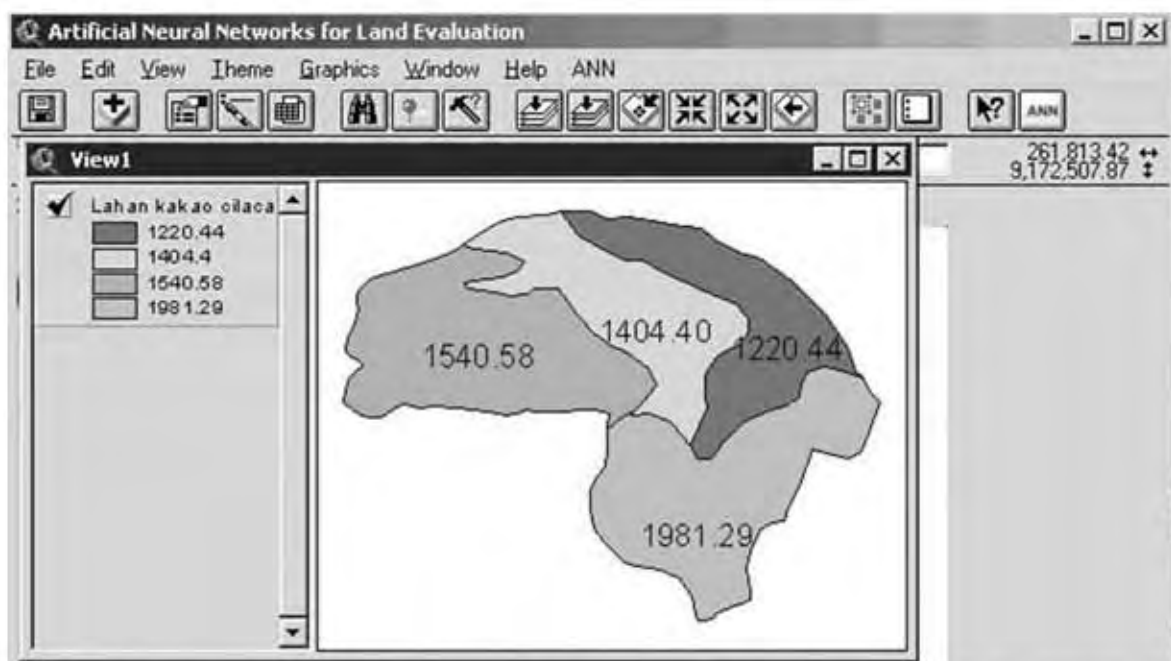 Artificial Neural Networks for Land Evaluation
File Edit View Theme Graphics Window Help ANN
ANN
261,813.42
9,172,507.87
View1
Lahan kakao cilaca
1220.44
1404.4
1540.58
1981.29
1404.40
1220.44
1540.58
1981.29